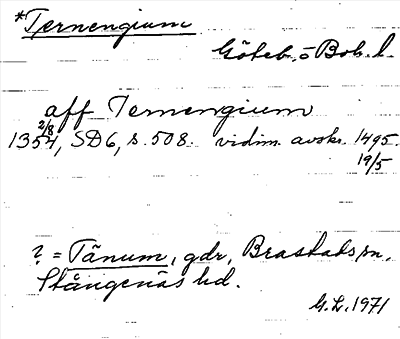 *Ternengium
Göteb. o Boh. l.
aff Ternengium
2/8
1354, SD6, s. 508. vidim. avskr. 1495.
19/5
? = Tånum, gdr, Brastads sn,
Stångenäs hd.
G.L. 1971